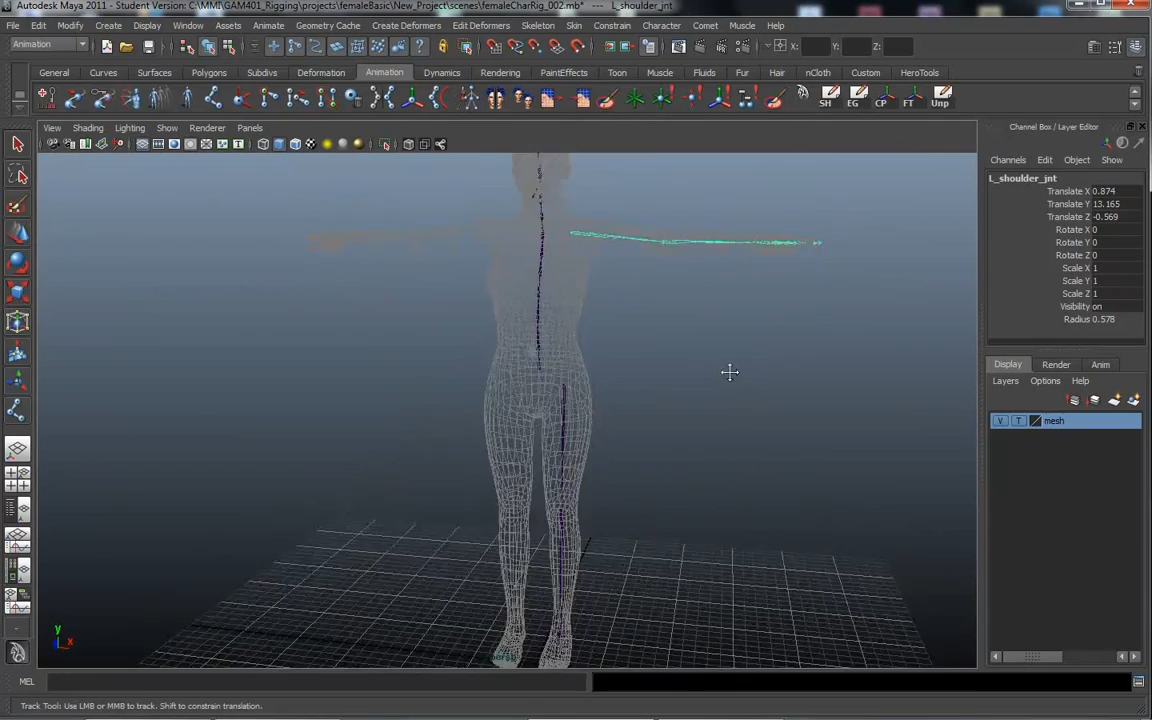 Autodesk Maya 2011 - Student Version: C:\MMI\GAM401_Rigging\projects\femaleBasic\New_Project\scenes\femaleCharRig_002.mb* --- L_shoulder_jnt
File Edit Modify Create Display Window Assets Animate Geometry Cache Create Deformers Edit Deformers Skeleton Skin Constrain Character Comet Muscle Help
Animation
X: Y: Z:
General Curves Surfaces Polygons Subdivs Deformation Animation Dynamics Rendering PaintEffects Toon Muscle Fluids Fur Hair nCloth Custom HeroTools
SH EG CP FT Unp
View Shading Lighting Show Renderer Panels
Channel Box / Layer Editor
Channels Edit Object Show
L_shoulder_jnt
Translate X 0.874
Translate Y 13.165
Translate Z -0.569
Rotate X 0
Rotate Y 0
Rotate Z 0
Scale X 1
Scale Y 1
Scale Z 1
Visibility on
Radius 0.578
Display Render Anim
Layers Options Help
V T mesh
y
x
persp
MEL
Track Tool: Use LMB or MMB to track. Shift to constrain translation.